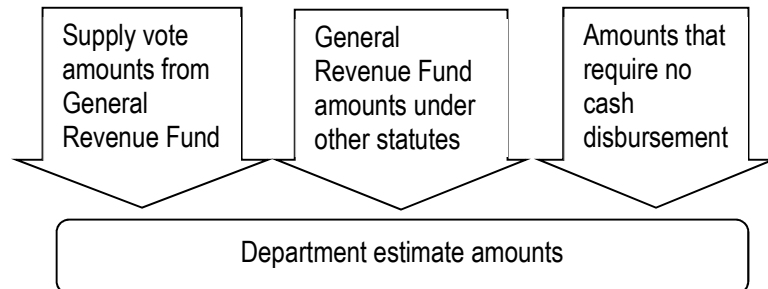 Supply vote
amounts from
General
Revenue Fund
General
Revenue Fund
amounts under
other statutes
Amounts that
require no
cash
disbursement
Department estimate amounts